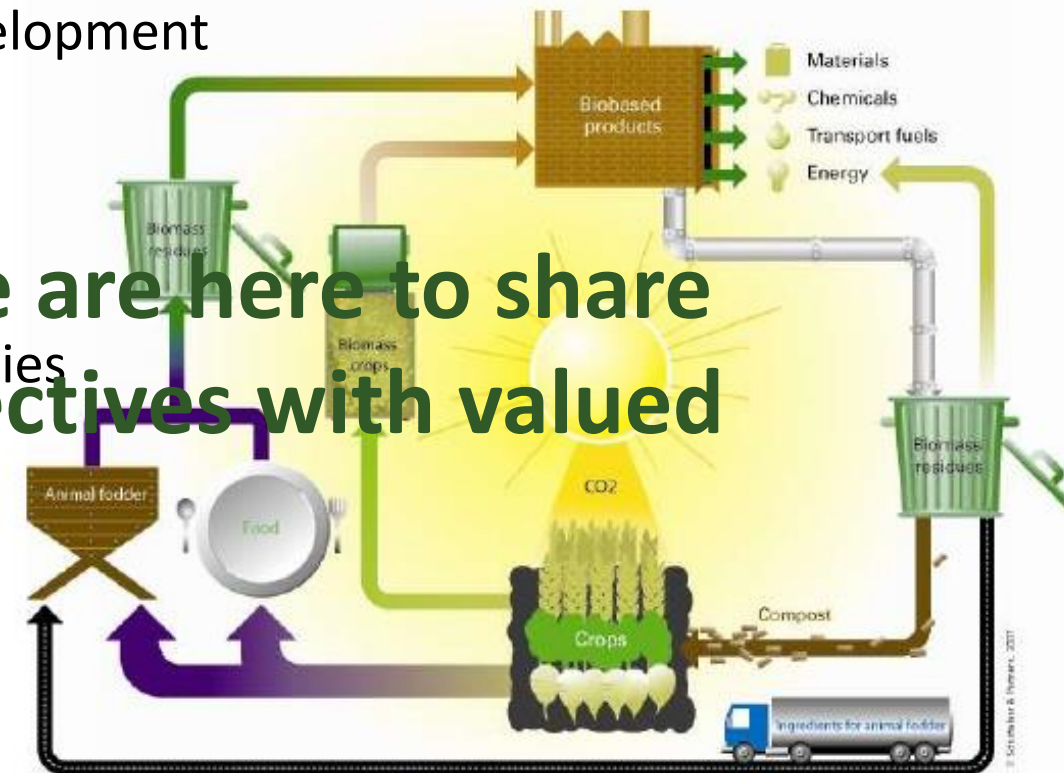 elopment
Materials
Chemicals
Transport fuels
Energy
Biobased
products
Biomass
residues
e are here to share
Biomass
crops
ies
ectives with valued
Biomass
residues
Animal fodder
Food
CO2
Crops
Compost
Ingredients for animal fodder